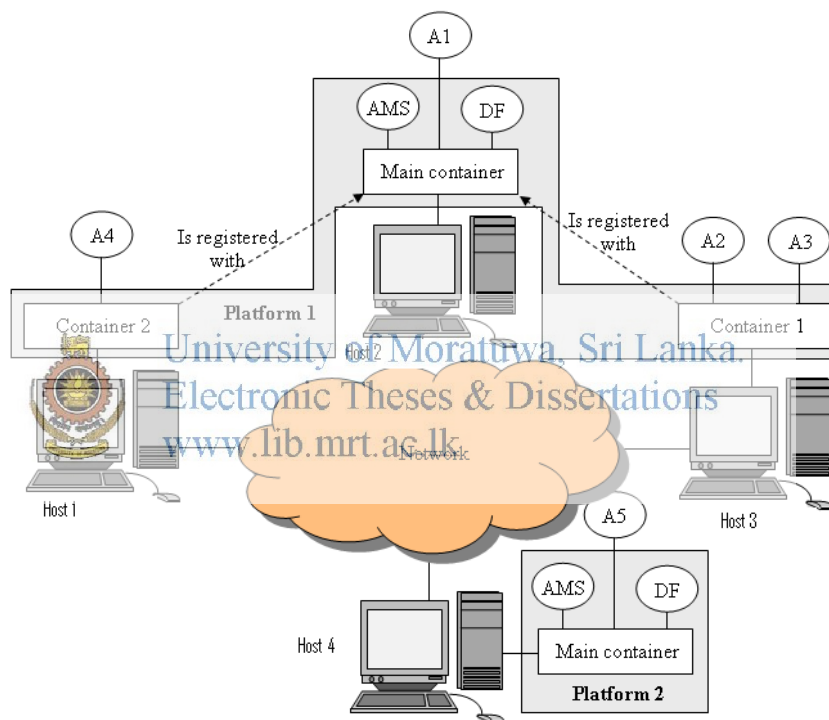 A1
AMS
DF
Main container
Is registered
with
Is registered
with
A4
A2
A3
Container 2
Platform 1
Container 1
Host 2
University of Moratuwa, Sri Lanka.
Electronic Theses & Dissertations
www.lib.mrt.ac.lk
Network
Host 1
Host 3
A5
AMS
DF
Host 4
Main container
Platform 2